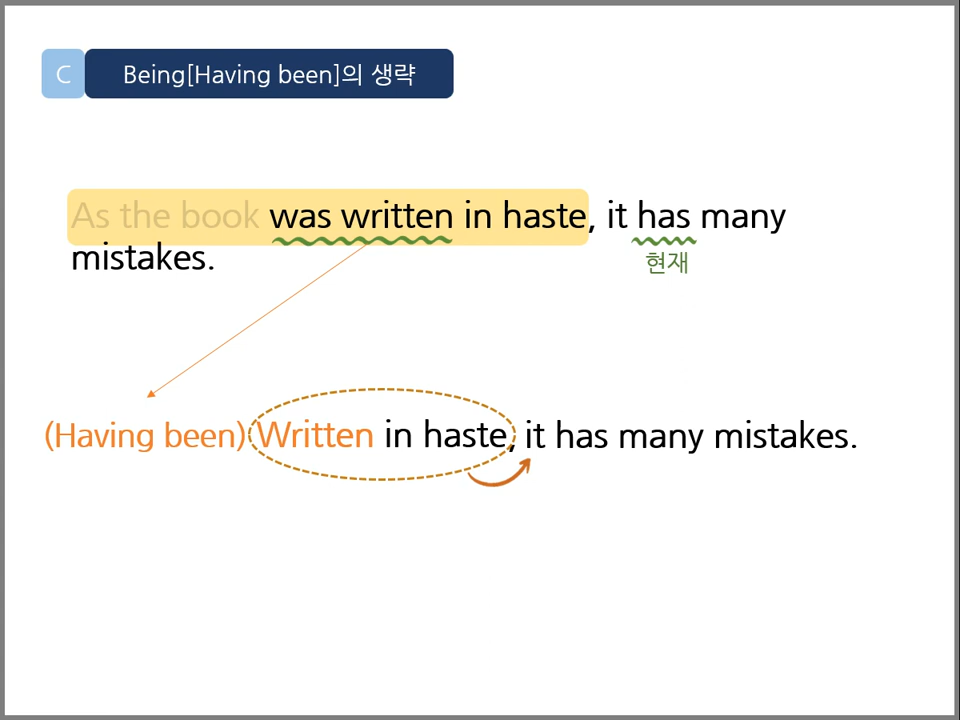 C Being[Having been]의 생략
As the book was written in haste, it has many
mistakes.
현재
(Having been) Written in haste, it has many mistakes.